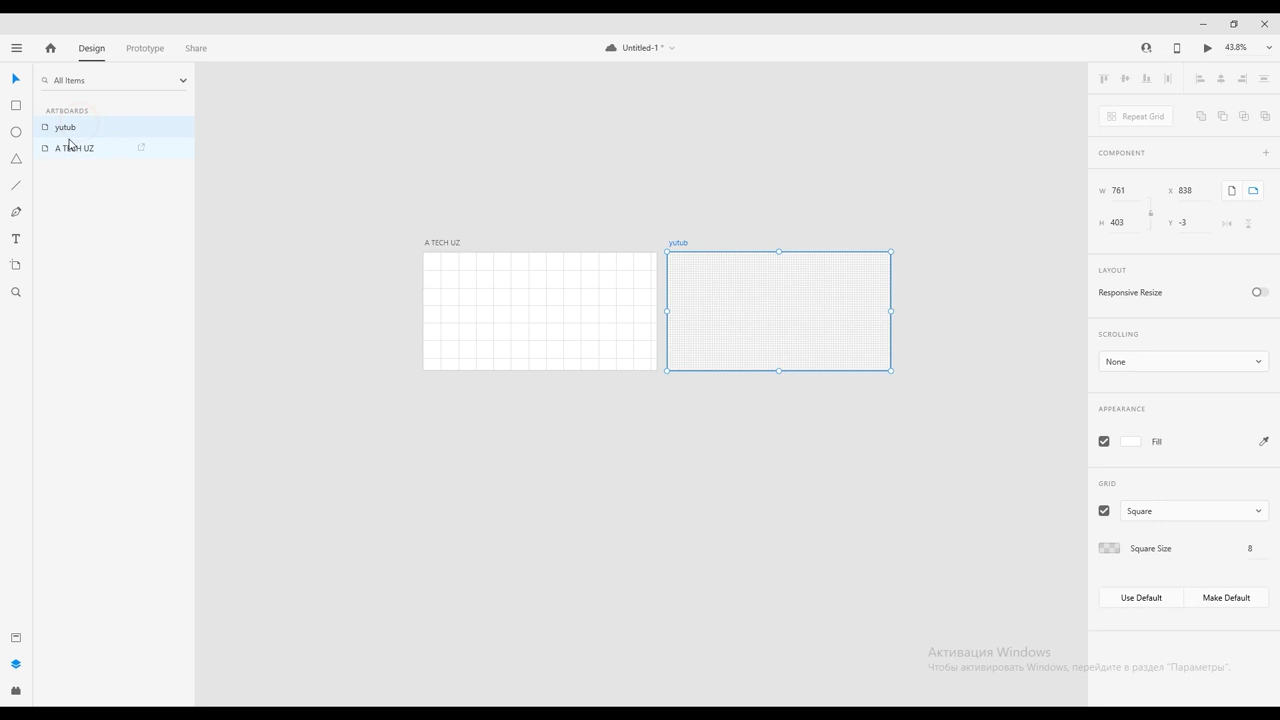 Design
Prototype
Share
Untitled-1 *
43.8%
All Items
ARTBOARDS
yutub
A TECH UZ
A TECH UZ
yutub
Repeat Grid
COMPONENT
W 761 X 838
H 403 Y -3
LAYOUT
Responsive Resize
SCROLLING
None
APPEARANCE
Fill
GRID
Square
Square Size 8
Use Default
Make Default
Активация Windows
Чтобы активировать Windows, перейдите в раздел "Параметры".